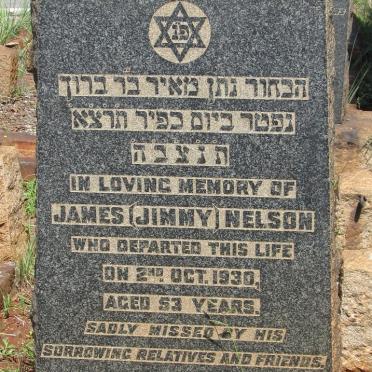 הבחור נתן מאיר בר ברוך
נפטר ביום כפיר תרצא
תנצבה
IN LOVING MEMORY OF
JAMES (JIMMY) NELSON
WHO DEPARTED THIS LIFE
ON 2ND OCT. 1930,
AGED 53 YEARS.
SADLY MISSED BY HIS
SORROWING RELATIVES AND FRIENDS.